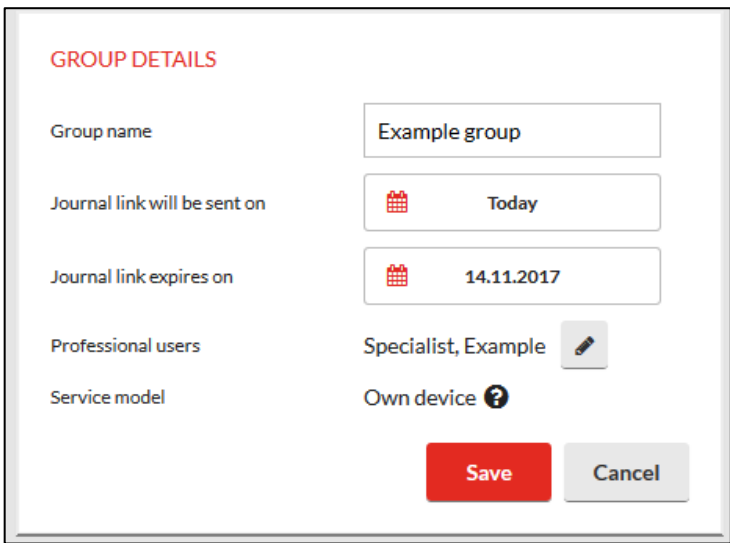 GROUP DETAILS
Group name Example group
Journal link will be sent on Today
Journal link expires on 14.11.2017
Professional users Specialist, Example
Service model Own device ?
Save Cancel